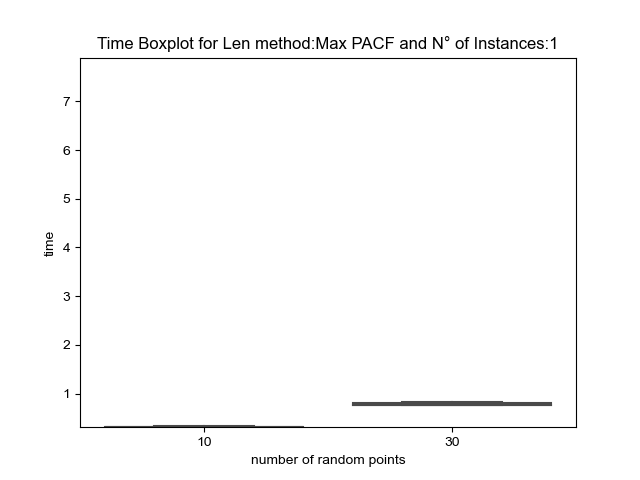 Time Boxplot for Len method:Max PACF and N° of Instances:1
7
6
5
4
3
2
1
time
10 30
number of random points